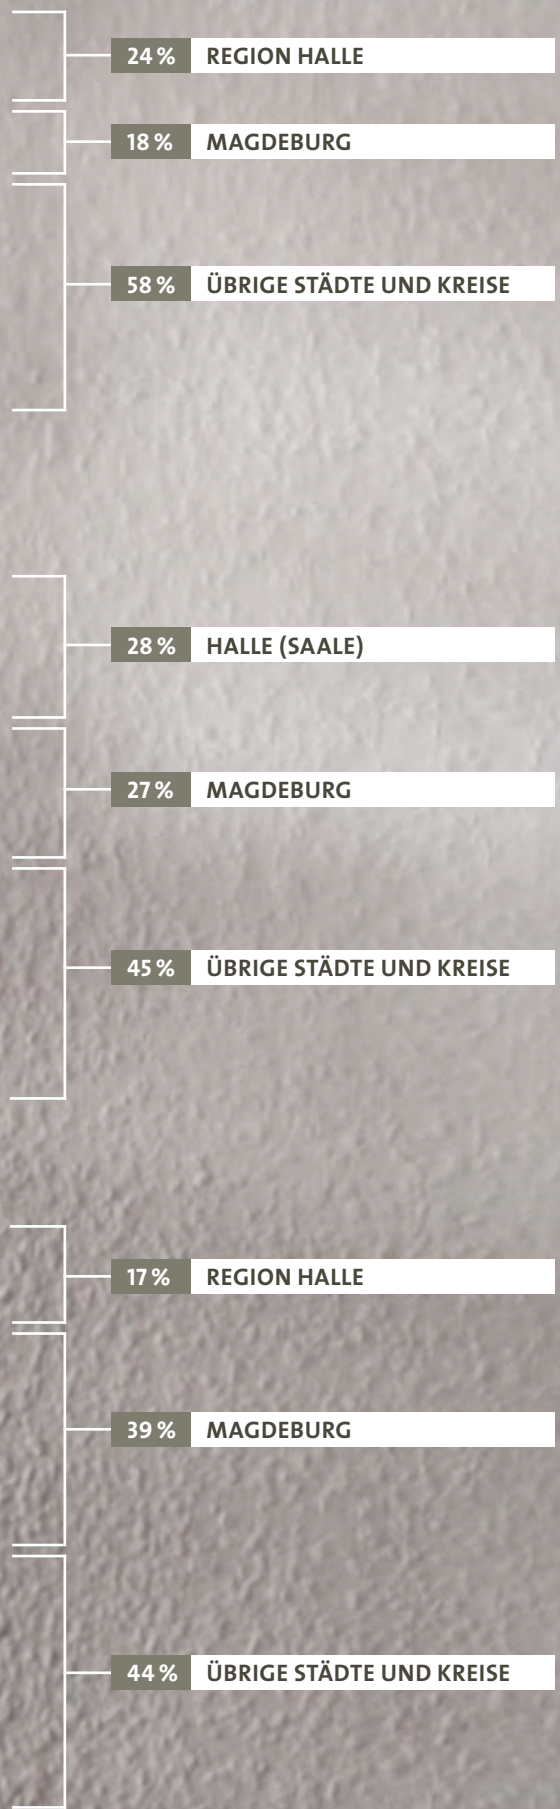 24 % REGION HALLE
18 % MAGDEBURG
58 % ÜBRIGE STÄDTE UND KREISE
28 % HALLE (SAALE)
27 % MAGDEBURG
45 % ÜBRIGE STÄDTE UND KREISE
17 % REGION HALLE
39 % MAGDEBURG
44 % ÜBRIGE STÄDTE UND KREISE